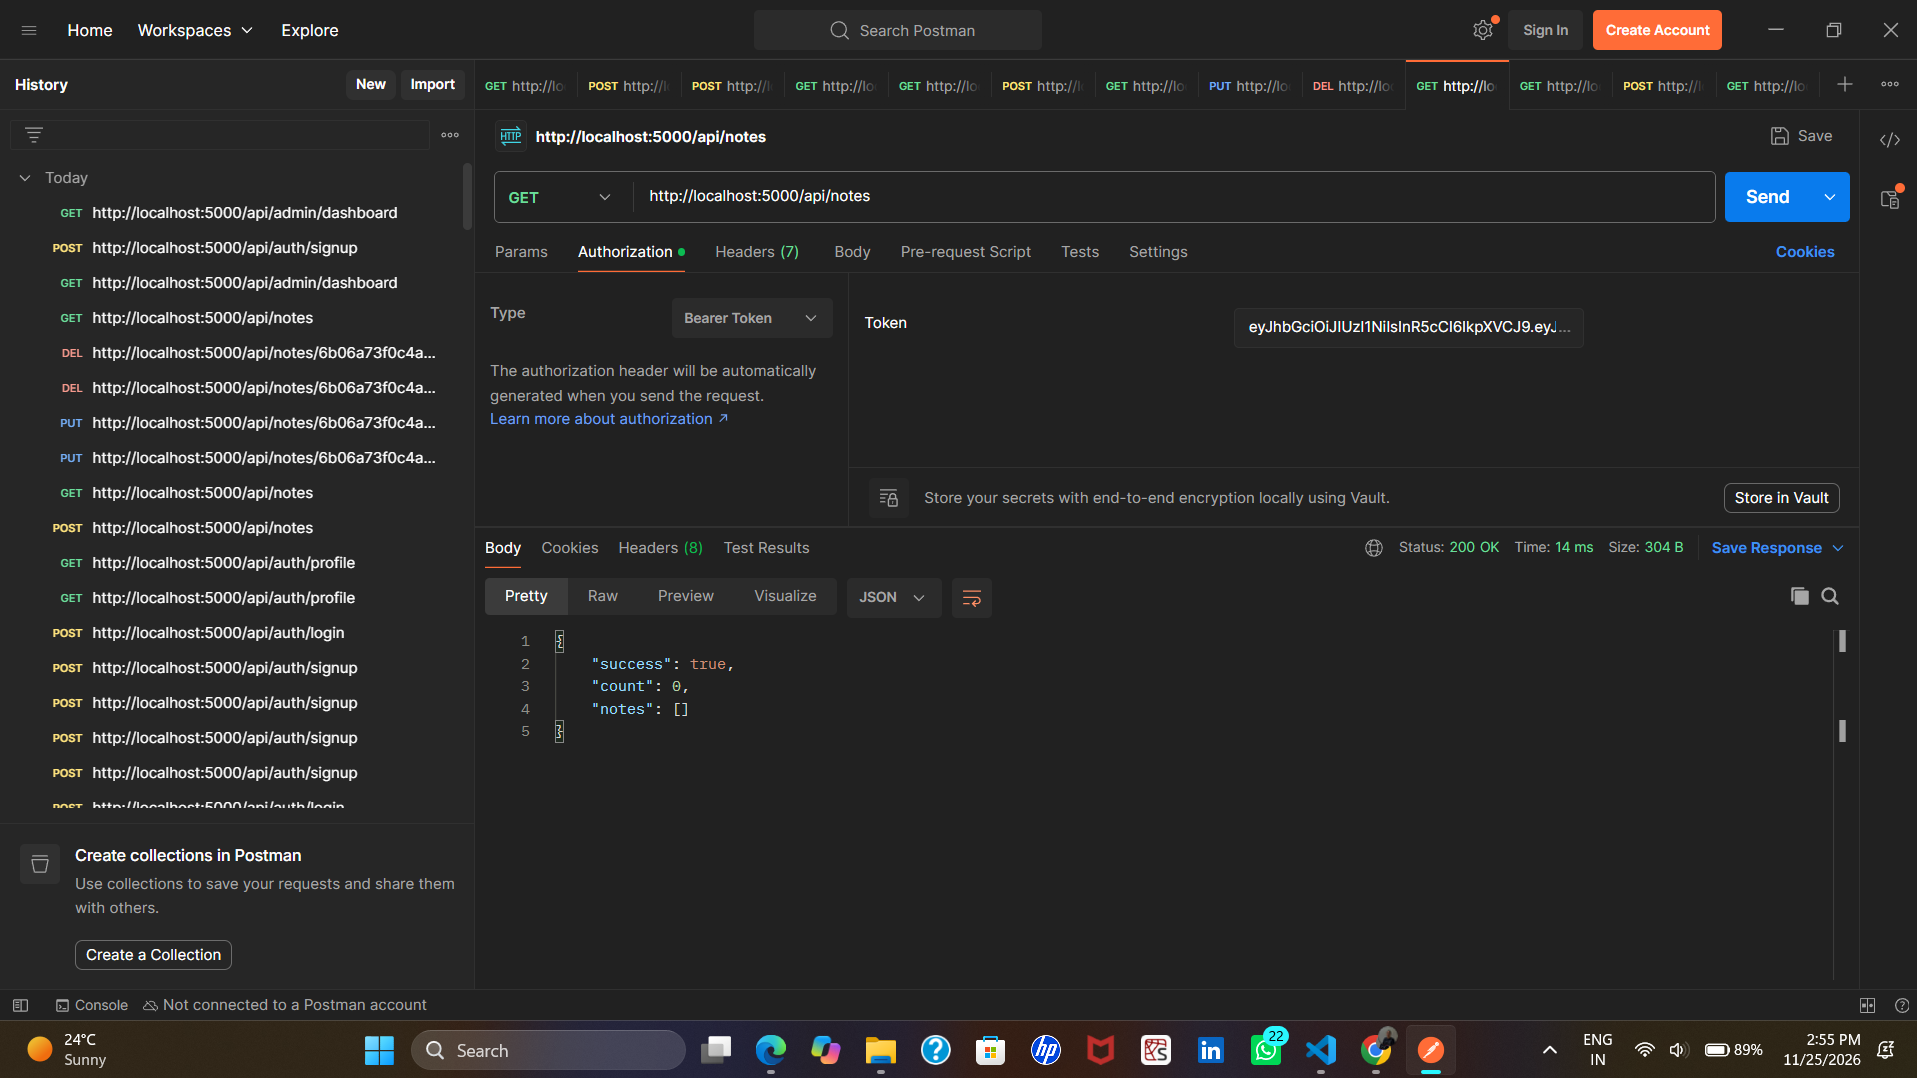 Home Workspaces Explore Search Postman Sign In Create Account
History New Import
GET http://loc POST http://l POST http://l GET http://loc GET http://lo POST http://l GET http://loc PUT http://loc DEL http://loc GET http://lo GET http://lo POST http://l GET http://loc
HTTP http://localhost:5000/api/notes Save
GET http://localhost:5000/api/notes Send
Params Authorization Headers (7) Body Pre-request Script Tests Settings Cookies
Type Bearer Token
The authorization header will be automatically
generated when you send the request.
Learn more about authorization ↗
Token
Store your secrets with end-to-end encryption locally using Vault. Store in Vault
Today
GET http://localhost:5000/api/admin/dashboard
POST http://localhost:5000/api/auth/signup
GET http://localhost:5000/api/admin/dashboard
GET http://localhost:5000/api/notes
DEL http://localhost:5000/api/notes/6b06a73f0c4a...
DEL http://localhost:5000/api/notes/6b06a73f0c4a...
PUT http://localhost:5000/api/notes/6b06a73f0c4a...
PUT http://localhost:5000/api/notes/6b06a73f0c4a...
GET http://localhost:5000/api/notes
POST http://localhost:5000/api/notes
GET http://localhost:5000/api/auth/profile
GET http://localhost:5000/api/auth/profile
POST http://localhost:5000/api/auth/login
POST http://localhost:5000/api/auth/signup
POST http://localhost:5000/api/auth/signup
POST http://localhost:5000/api/auth/signup
POST http://localhost:5000/api/auth/signup
POST http://localhost:5000/api/auth/login
Create collections in Postman
Use collections to save your requests and share them
with others.
Create a Collection
Body Cookies Headers (8) Test Results Status: 200 OK Time: 14 ms Size: 304 B Save Response
Pretty Raw Preview Visualize JSON
1 {
2 "success": true,
3 "count": 0,
4 "notes": []
5 }
Console Not connected to a Postman account
24°C
Sunny
Search
22
ENG
IN
89%
2:55 PM
11/25/2026